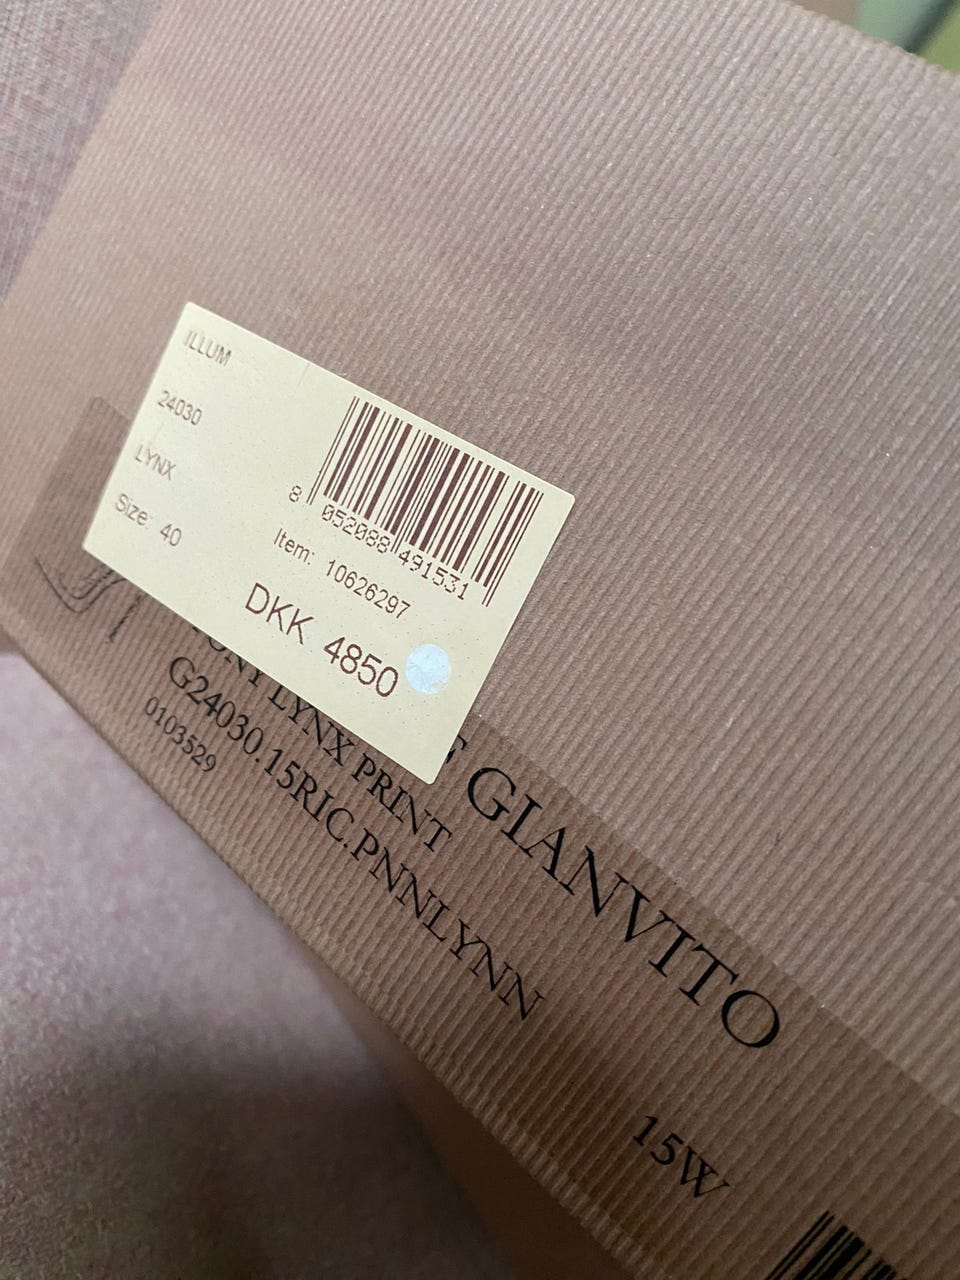 ILLUM
24030
LYNX
Size: 40
8 052088 491531
Item: 10626297
DKK 4850
GIANVITO
LYNX PRINT
G24030.15RIC.PNNLYNN
0103529
15W